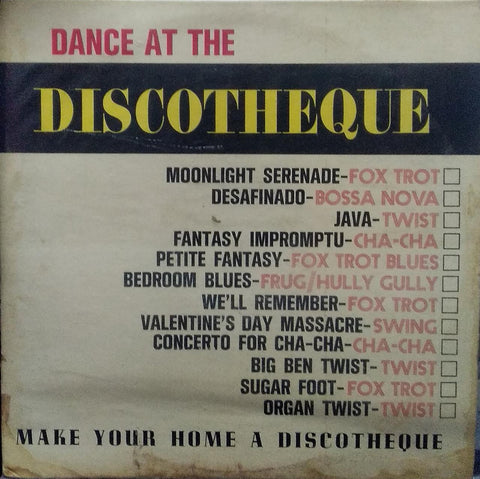 DANCE AT THE
DISCOTHEQUE
MOONLIGHT SERENADE-FOX TROT
DESAFINADO-BOSSA NOVA
JAVA-TWIST
FANTASY IMPROMPTU-CHA-CHA
PETITE FANTASY-FOX TROT BLUES
BEDROOM BLUES-FRUG/HULLY GULLY
WE'LL REMEMBER-FOX TROT
VALENTINE'S DAY MASSACRE-SWING
CONCERTO FOR CHA-CHA-CHA-CHA
BIG BEN TWIST-TWIST
SUGAR FOOT-FOX TROT
ORGAN TWIST-TWIST
MAKE YOUR HOME A DISCOTHEQUE